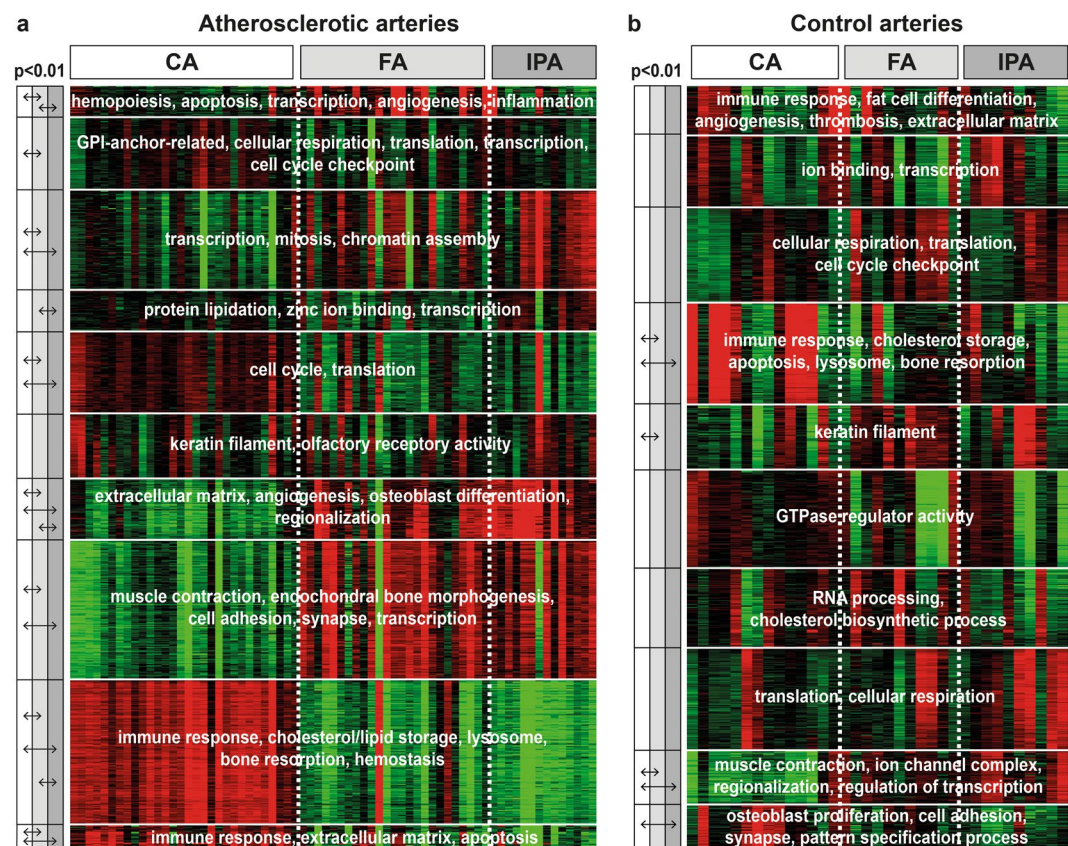 a
Atherosclerotic arteries
p<0.01
CA
FA
IPA
hemopoiesis, apoptosis, transcription, angiogenesis, inflammation
GPI-anchor-related, cellular respiration, translation, transcription,
cell cycle checkpoint
transcription, mitosis, chromatin assembly
protein lipidation, zinc ion binding, transcription
cell cycle, translation
keratin filament, olfactory receptory activity
extracellular matrix, angiogenesis, osteoblast differentiation,
regionalization
muscle contraction, endochondral bone morphogenesis,
cell adhesion, synapse, transcription
immune response, cholesterol/lipid storage, lysosome,
bone resorption, hemostasis
immune response, extracellular matrix, apoptosis
b
Control arteries
p<0.01
CA
FA
IPA
immune response, fat cell differentiation,
angiogenesis, thrombosis, extracellular matrix
ion binding, transcription
cellular respiration, translation,
cell cycle checkpoint
immune response, cholesterol storage,
apoptosis, lysosome, bone resorption
keratin filament
GTPase regulator activity
RNA processing,
cholesterol biosynthetic process
translation, cellular respiration
muscle contraction, ion channel complex,
regionalization, regulation of transcription
osteoblast proliferation, cell adhesion,
synapse, pattern specification process